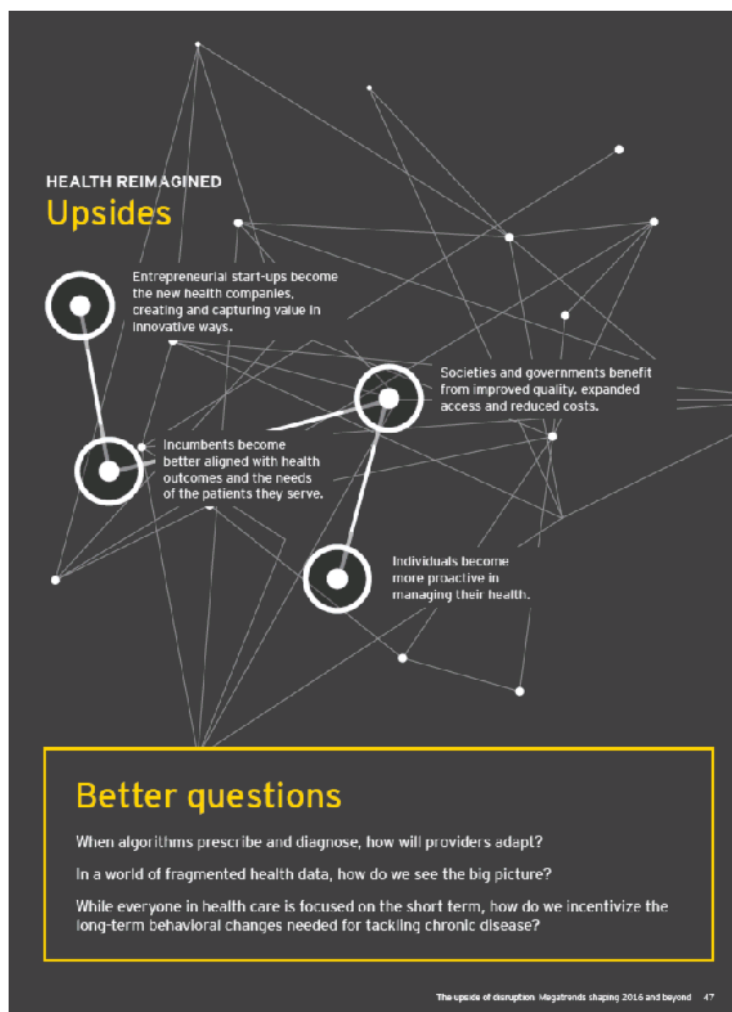 HEALTH REIMAGINED
Upsides
Entrepreneurial start-ups become
the new health companies,
creating and capturing value in
innovative ways.
Societies and governments benefit
from improved quality, expanded
access and reduced costs.
Incumbents become
better aligned with health
outcomes and the needs
of the patients they serve.
Individuals become
more proactive in
managing their health.
Better questions
When algorithms prescribe and diagnose, how will providers adapt?
In a world of fragmented health data, how do we see the big picture?
While everyone in health care is focused on the short term, how do we incentivize the
long-term behavioral changes needed for tackling chronic disease?
The upside of disruption Megatrends shaping 2016 and beyond 47